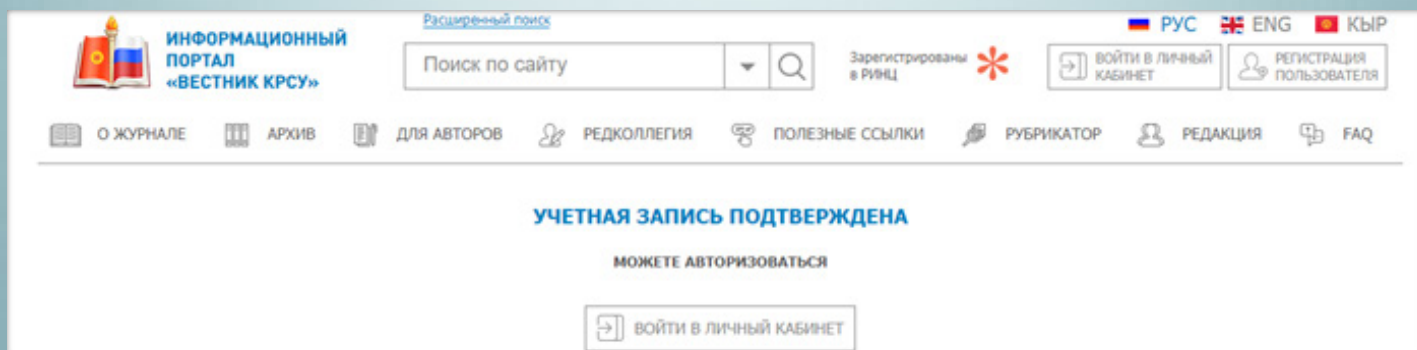 Расширенный поиск
РУС ENG КЫР
ИНФОРМАЦИОННЫЙ
ПОРТАЛ
«ВЕСТНИК КРСУ»
Поиск по сайту
Зарегистрированы
в РИНЦ
ВОЙТИ В ЛИЧНЫЙ
КАБИНЕТ
РЕГИСТРАЦИЯ
ПОЛЬЗОВАТЕЛЯ
О ЖУРНАЛЕ АРХИВ ДЛЯ АВТОРОВ РЕДКОЛЛЕГИЯ ПОЛЕЗНЫЕ ССЫЛКИ РУБРИКАТОР РЕДАКЦИЯ FAQ
УЧЕТНАЯ ЗАПИСЬ ПОДТВЕРЖДЕНА
МОЖЕТЕ АВТОРИЗОВАТЬСЯ
ВОЙТИ В ЛИЧНЫЙ КАБИНЕТ